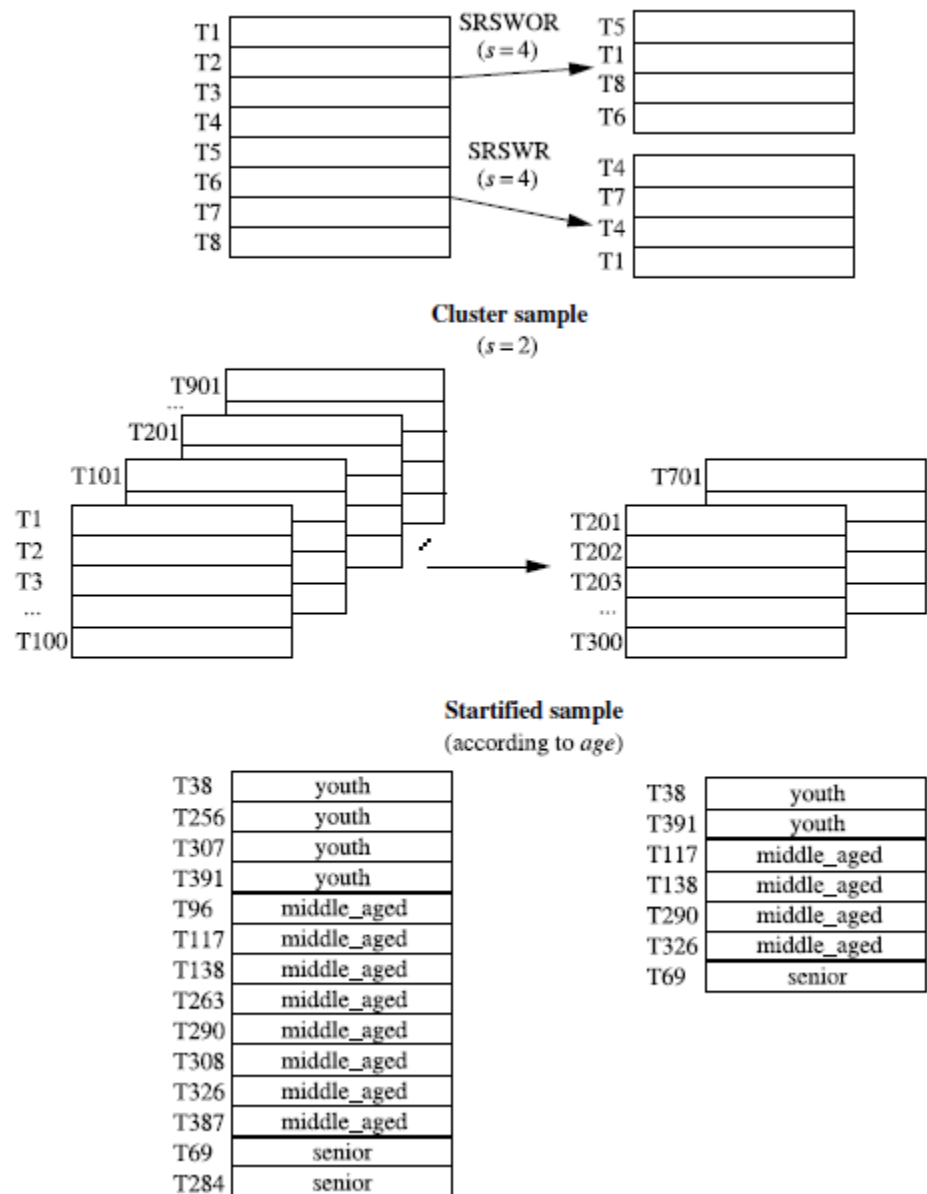 T1
T2
T3
T4
T5
T6
T7
T8
SRSWOR
(s=4)
SRSWR
(s=4)
T5
T1
T8
T6
T4
T7
T4
T1
Cluster sample
(s=2)
T901
...
T201
T101
T1
T2
T3
...
T100
T701
T201
T202
T203
...
T300
Startified sample
(according to age)
T38 youth
T256 youth
T307 youth
T391 youth
T96 middle_aged
T117 middle_aged
T138 middle_aged
T263 middle_aged
T290 middle_aged
T308 middle_aged
T326 middle_aged
T387 middle_aged
T69 senior
T284 senior
T38 youth
T391 youth
T117 middle_aged
T138 middle_aged
T290 middle_aged
T326 middle_aged
T69 senior